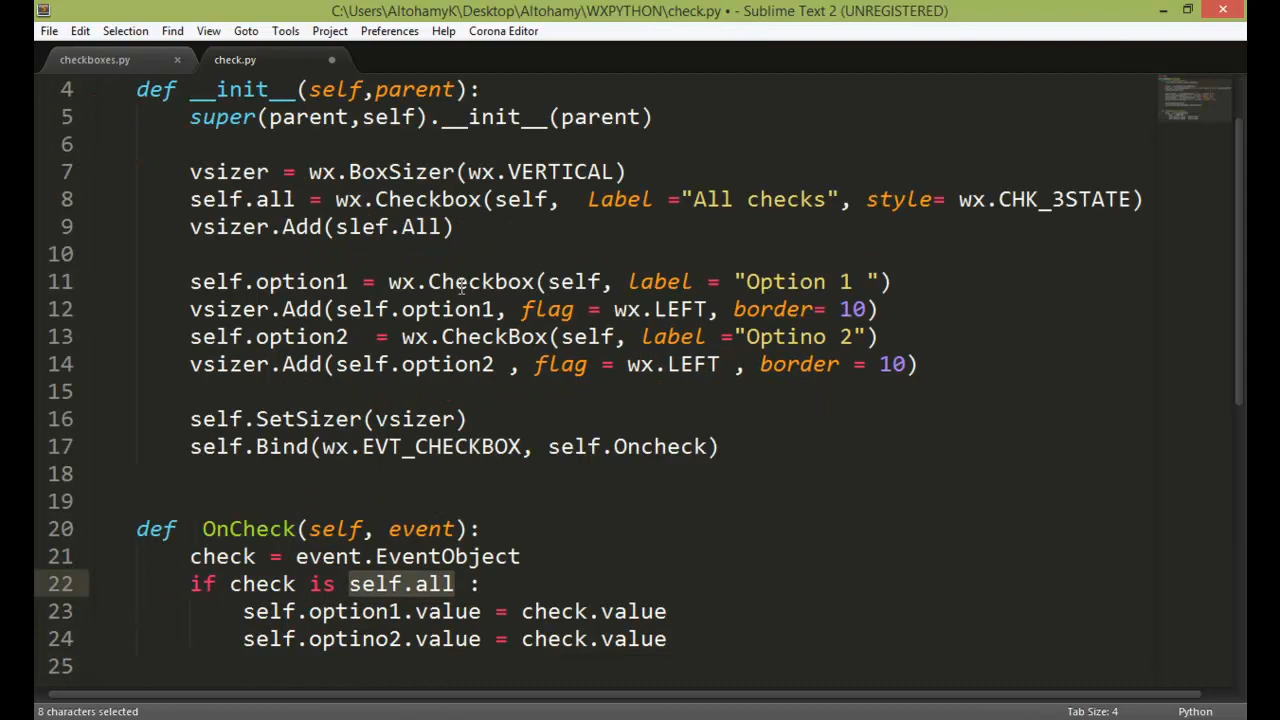 C:\Users\AltohamyK\Desktop\Altohamy\WXPYTHON\check.py • - Sublime Text 2 (UNREGISTERED)
File Edit Selection Find View Goto Tools Project Preferences Help Corona Editor
checkboxes.py × check.py
4 def __init__(self,parent):
5 super(parent,self).__init__(parent)
6
7 vsizer = wx.BoxSizer(wx.VERTICAL)
8 self.all = wx.Checkbox(self,  Label ="All checks", style= wx.CHK_3STATE)
9 vsizer.Add(slef.All)
10
11 self.option1 = wx.Checkbox(self, label = "Option 1 ")
12 vsizer.Add(self.option1, flag = wx.LEFT, border= 10)
13 self.option2  = wx.CheckBox(self, label ="Optino 2")
14 vsizer.Add(self.option2 , flag = wx.LEFT , border = 10)
15
16 self.SetSizer(vsizer)
17 self.Bind(wx.EVT_CHECKBOX, self.Oncheck)
18
19
20 def  OnCheck(self, event):
21 check = event.EventObject
22 if check is self.all :
23 self.option1.value = check.value
24 self.optino2.value = check.value
25
8 characters selected Tab Size: 4 Python